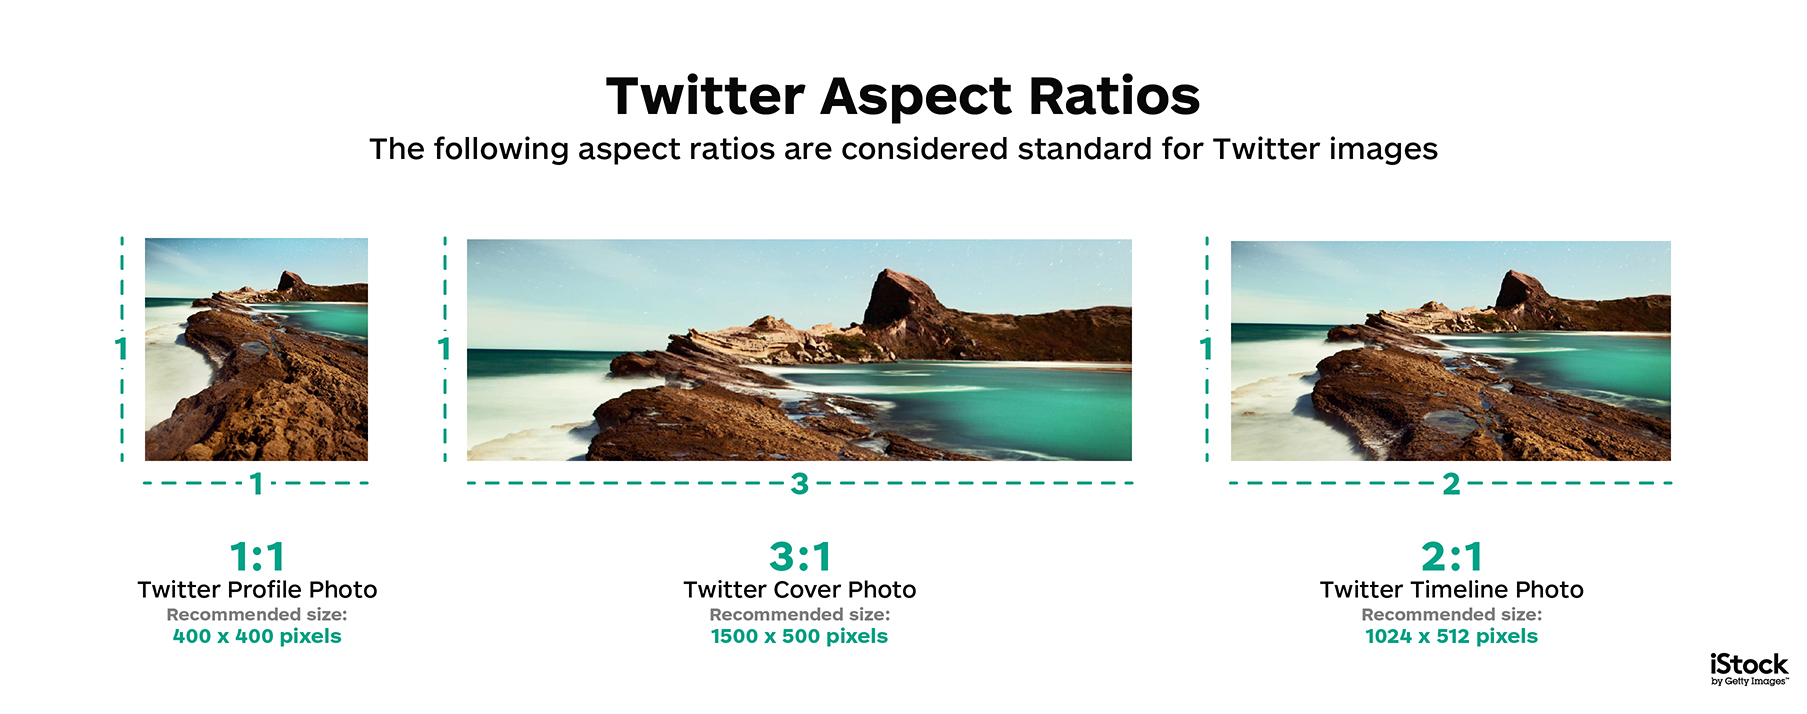 Twitter Aspect Ratios
The following aspect ratios are considered standard for Twitter images
1
1
1
1
3
2
1:1
Twitter Profile Photo
Recommended size:
400 x 400 pixels
3:1
Twitter Cover Photo
Recommended size:
1500 x 500 pixels
2:1
Twitter Timeline Photo
Recommended size:
1024 x 512 pixels
iStock
by Getty Images™